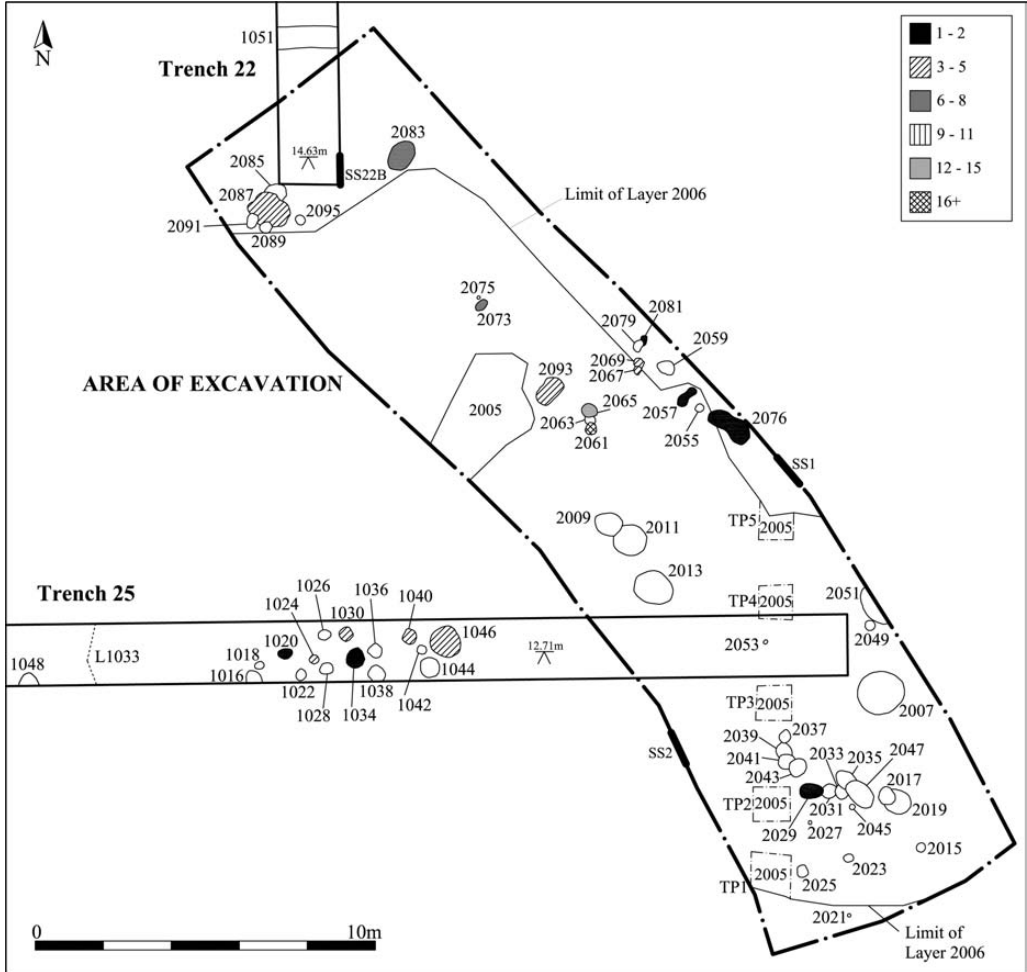 N
1051
Trench 22
14.63m
SS22B
2083
2085
2087
2095
2091
2089
Limit of Layer 2006
1 - 2
3 - 5
6 - 8
9 - 11
12 - 15
16+
2075
2073
2081
2079
2059
2069
2067
AREA OF EXCAVATION
2093
2005
2065
2063
2061
2057
2055
2076
SS1
2009
2011
TP5
2005
2013
TP4
2005
2051
2049
Trench 25
1026
1036
1040
1024
1030
1046
1020
1018
L1033
1048
1016
1022
1028
1034
1038
1042
1044
12.71m
2053
TP3
2005
2007
SS2
2037
2039
2041
2043
2033
2035
2047
2017
2019
TP2
2005
2031
2029
2027
2045
2015
2023
TP1
2005
2025
2021
Limit of
Layer 2006
0
10m